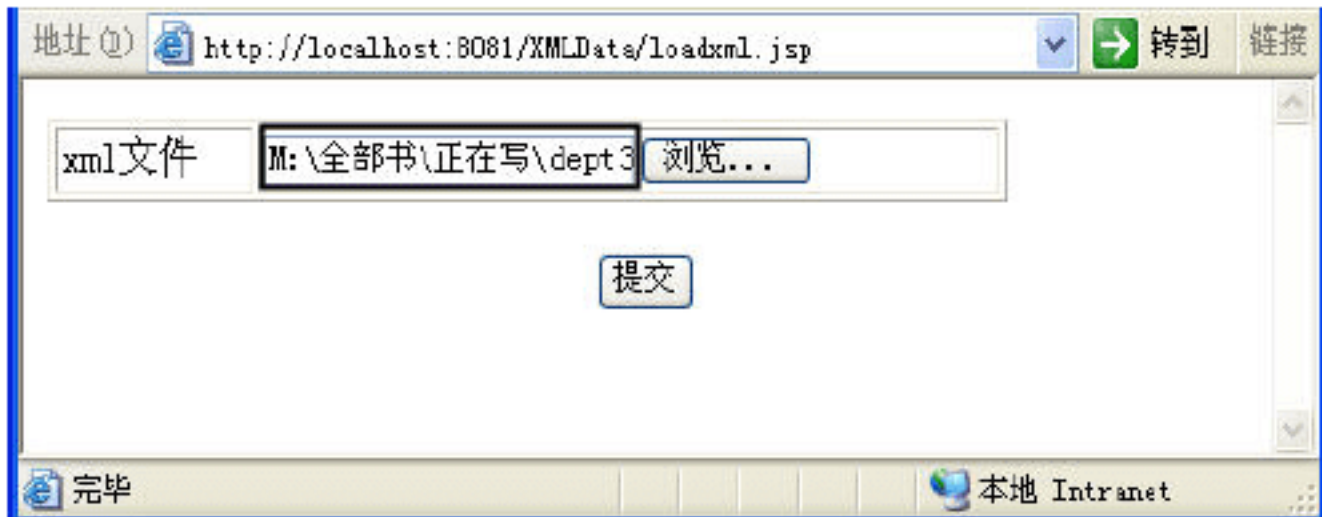 地址(D) http://localhost:8081/XMLData/loadxml.jsp 转到 链接
xml文件 M:\全部书\正在写\dept3 浏览...
提交
完毕 本地 Intranet